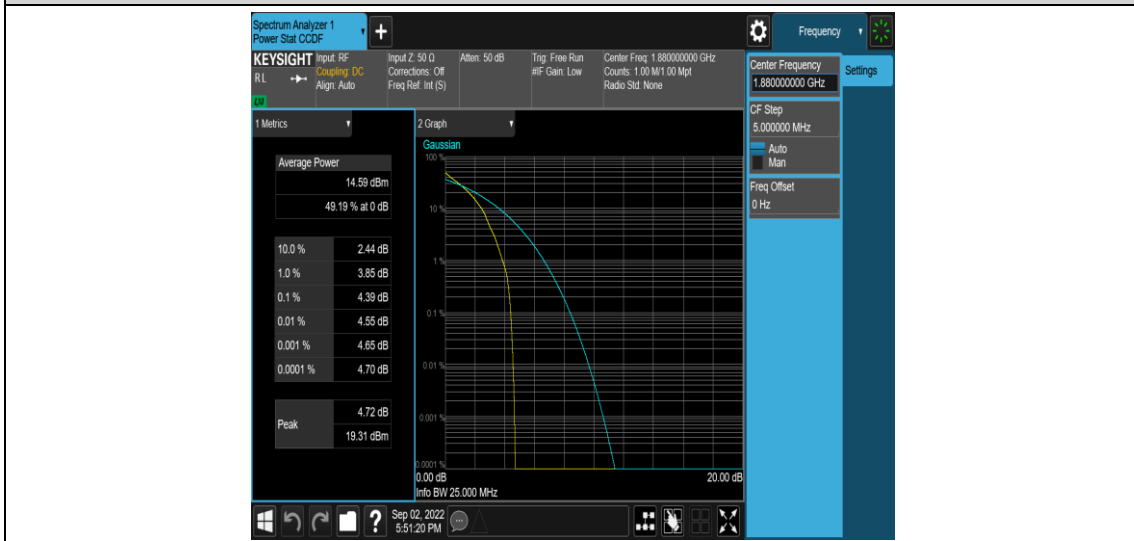 Spectrum Analyzer 1
Power Stat CCDF
+
Frequency
KEYSIGHT
RL
Input: RF
Coupling: DC
Align: Auto
Input Z: 50 Ω
Corrections: Off
Freq Ref: Int (S)
Atten: 50 dB
Trig: Free Run
#IF Gain: Low
Center Freq: 1.880000000 GHz
Counts: 1.00 M/1.00 Mpt
Radio Std: None
Center Frequency
1.880000000 GHz
Settings
CF Step
5.000000 MHz
Auto
Man
Freq Offset
0 Hz
1 Metrics
Average Power
14.59 dBm
49.19 % at 0 dB
10.0 % 2.44 dB
1.0 % 3.85 dB
0.1 % 4.39 dB
0.01 % 4.55 dB
0.001 % 4.65 dB
0.0001 % 4.70 dB
Peak
4.72 dB
19.31 dBm
2 Graph
Gaussian
100 %
10 %
1 %
0.1 %
0.01 %
0.001 %
0.0001 %
0.00 dB
20.00 dB
Info BW 25.000 MHz
?
Sep 02, 2022
5:51:20 PM